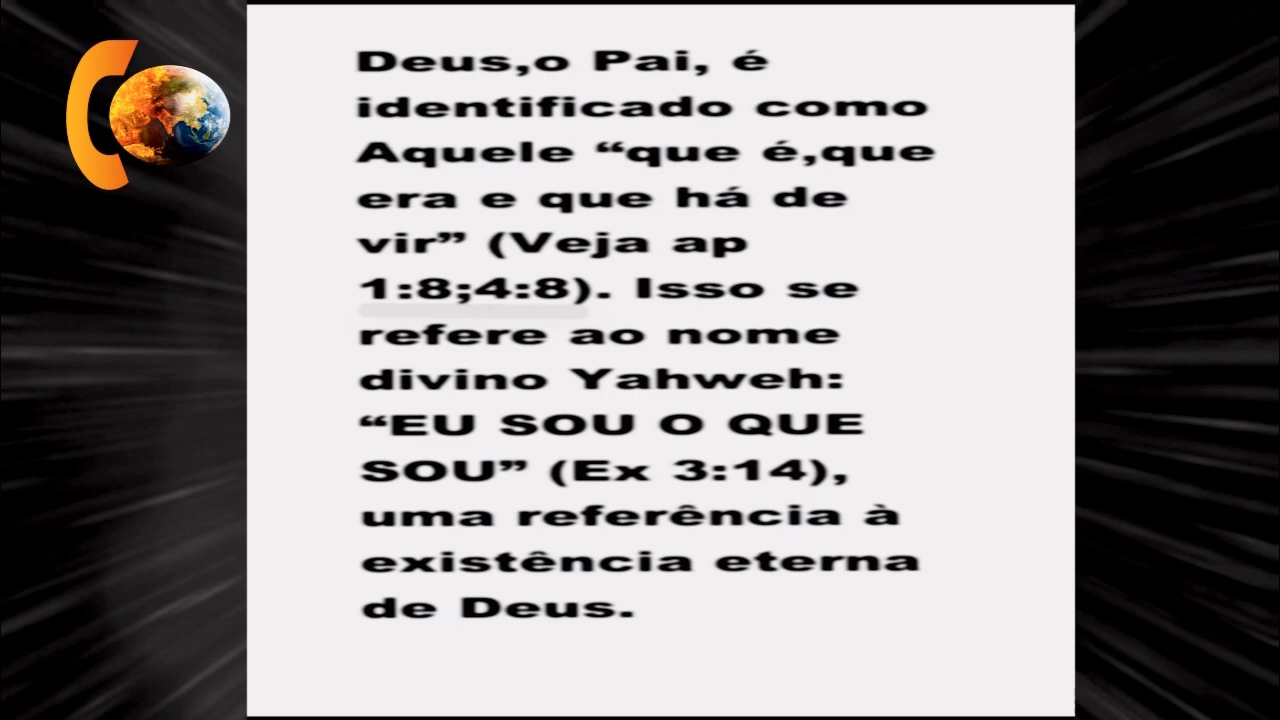 Deus,o Pai, é
identificado como
Aquele “que é,que
era e que há de
vir” (Veja ap
1:8;4:8). Isso se
refere ao nome
divino Yahweh:
“EU SOU O QUE
SOU” (Ex 3:14),
uma referência à
existência eterna
de Deus.